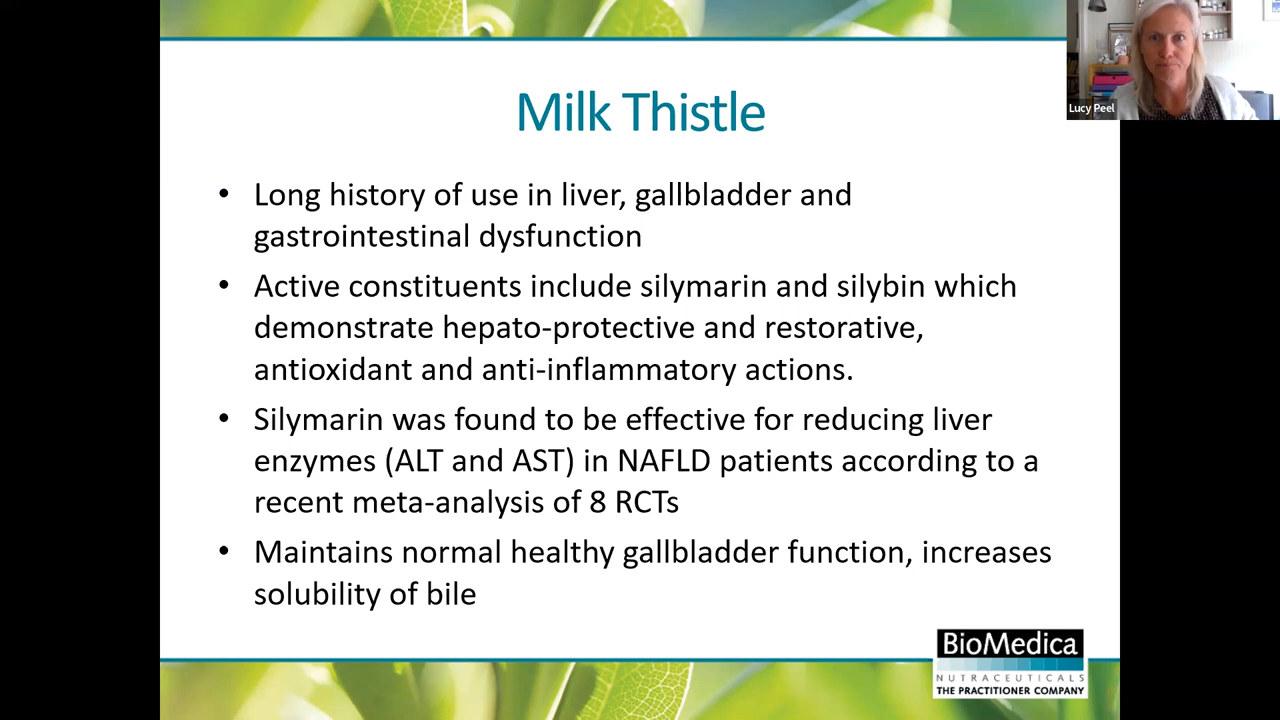 Lucy Peel
Milk Thistle
• Long history of use in liver, gallbladder and
gastrointestinal dysfunction
• Active constituents include silymarin and silybin which
demonstrate hepato-protective and restorative,
antioxidant and anti-inflammatory actions.
• Silymarin was found to be effective for reducing liver
enzymes (ALT and AST) in NAFLD patients according to a
recent meta-analysis of 8 RCTs
• Maintains normal healthy gallbladder function, increases
solubility of bile
BioMedica
NUTRACEUTICALS
THE PRACTITIONER COMPANY